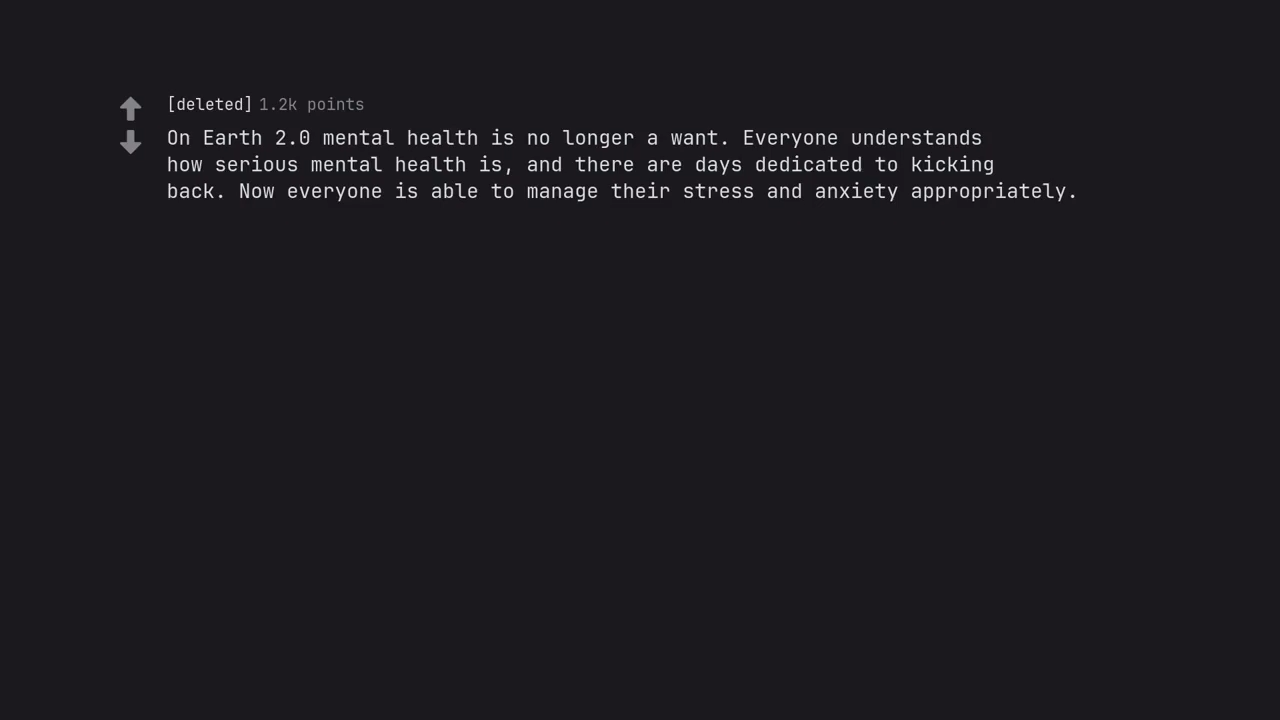 [deleted] 1.2k points
On Earth 2.0 mental health is no longer a want. Everyone understands
how serious mental health is, and there are days dedicated to kicking
back. Now everyone is able to manage their stress and anxiety appropriately.